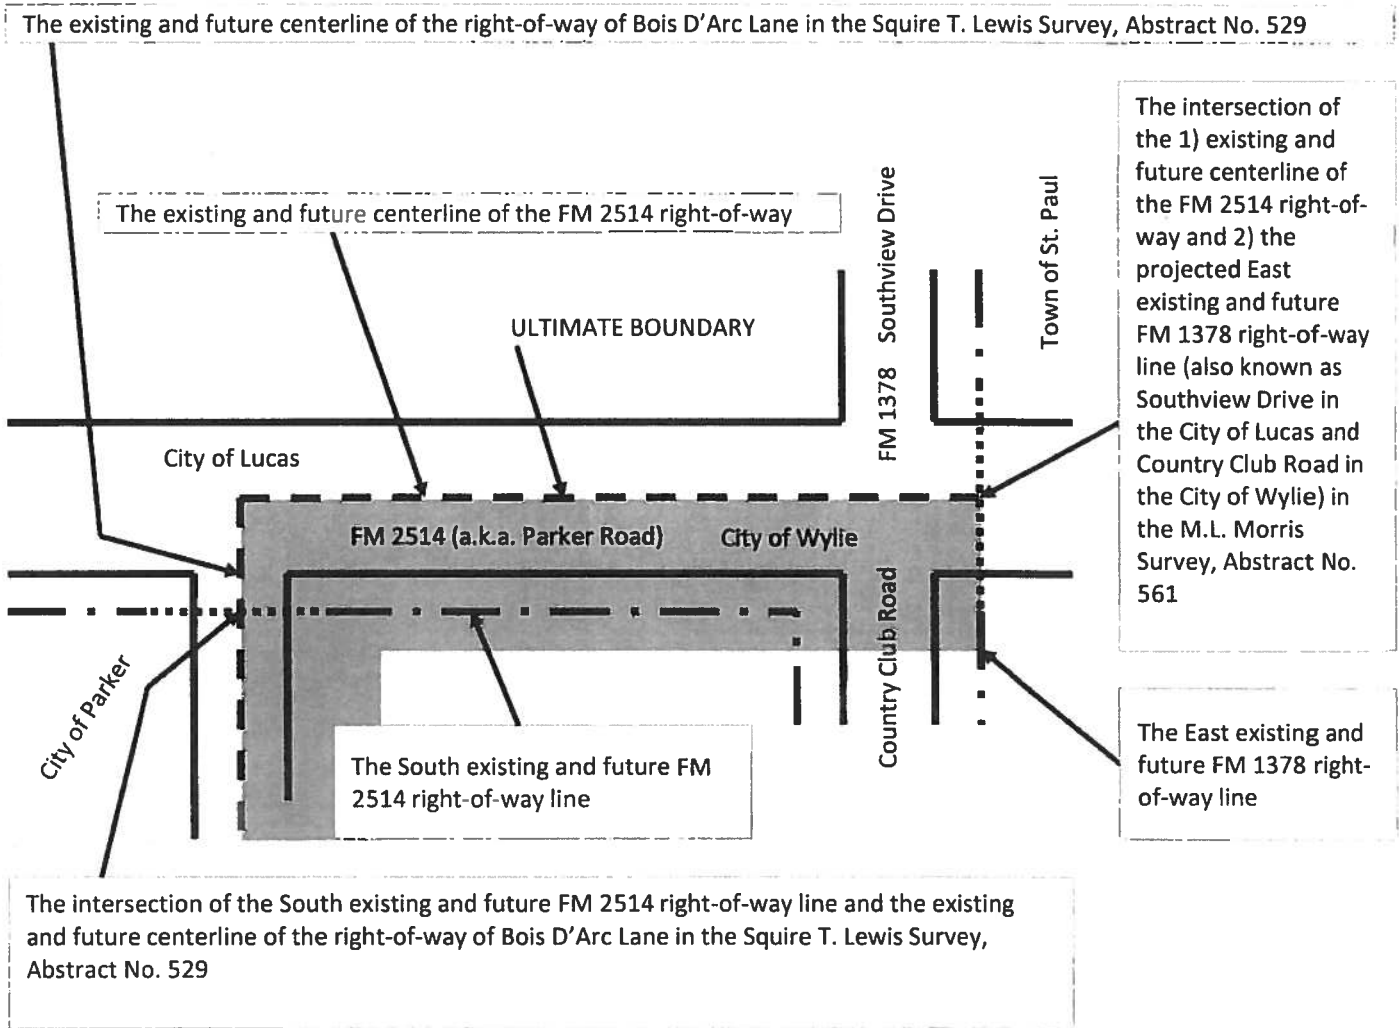 The existing and future centerline of the right-of-way of Bois D'Arc Lane in the Squire T. Lewis Survey, Abstract No. 529
The existing and future centerline of the FM 2514 right-of-way
ULTIMATE BOUNDARY
FM 1378 Southview Drive
Town of St. Paul
The intersection of
the 1) existing and
future centerline of
the FM 2514 right-of-
way and 2) the
projected East
existing and future
FM 1378 right-of-way
line (also known as
Southview Drive in
the City of Lucas and
Country Club Road in
the City of Wylie) in
the M.L. Morris
Survey, Abstract No.
561
City of Lucas
FM 2514 (a.k.a. Parker Road)
City of Wylie
Country Club Road
City of Parker
The South existing and future FM
2514 right-of-way line
The East existing and
future FM 1378 right-
of-way line
The intersection of the South existing and future FM 2514 right-of-way line and the existing
and future centerline of the right-of-way of Bois D'Arc Lane in the Squire T. Lewis Survey,
Abstract No. 529